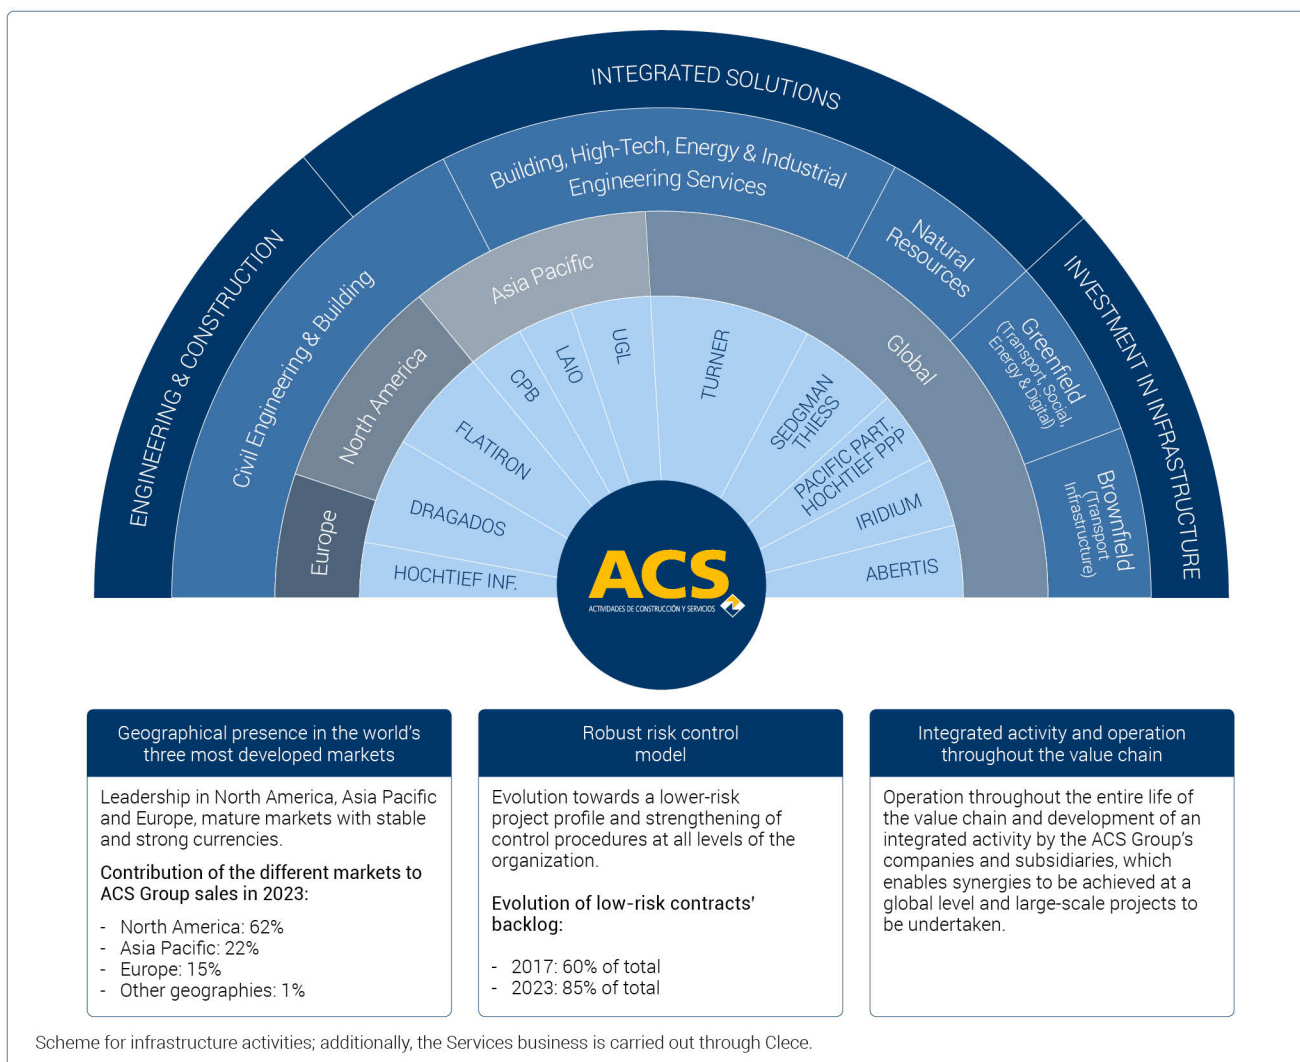 INTEGRATED SOLUTIONS
ENGINEERING & CONSTRUCTION
INVESTMENT IN INFRASTRUCTURE
Civil Engineering & Building
Building, High-Tech, Energy & Industrial
Engineering Services
Natural
Resources
Greenfield
(Transport, Social,
Energy & Digital)
Brownfield
(Transport
Infrastructure)
Europe
North America
Asia Pacific
Global
HOCHTIEF INF.
DRAGADOS
FLATIRON
CPB
LAIO
UGL
TURNER
SEDGMAN
THIESS
PACIFIC PART.
HOCHTIEF PPP
IRIDIUM
ABERTIS
ACS
ACTIVIDADES DE CONSTRUCCIÓN Y SERVICIOS
Geographical presence in the world's
three most developed markets
Leadership in North America, Asia Pacific
and Europe, mature markets with stable
and strong currencies.
Contribution of the different markets to
ACS Group sales in 2023:
- North America: 62%
- Asia Pacific: 22%
- Europe: 15%
- Other geographies: 1%
Robust risk control
model
Evolution towards a lower-risk
project profile and strengthening of
control procedures at all levels of the
organization.
Evolution of low-risk contracts'
backlog:
- 2017: 60% of total
- 2023: 85% of total
Integrated activity and operation
throughout the value chain
Operation throughout the entire life of
the value chain and development of an
integrated activity by the ACS Group's
companies and subsidiaries, which
enables synergies to be achieved at a
global level and large-scale projects to
be undertaken.
Scheme for infrastructure activities; additionally, the Services business is carried out through Clece.